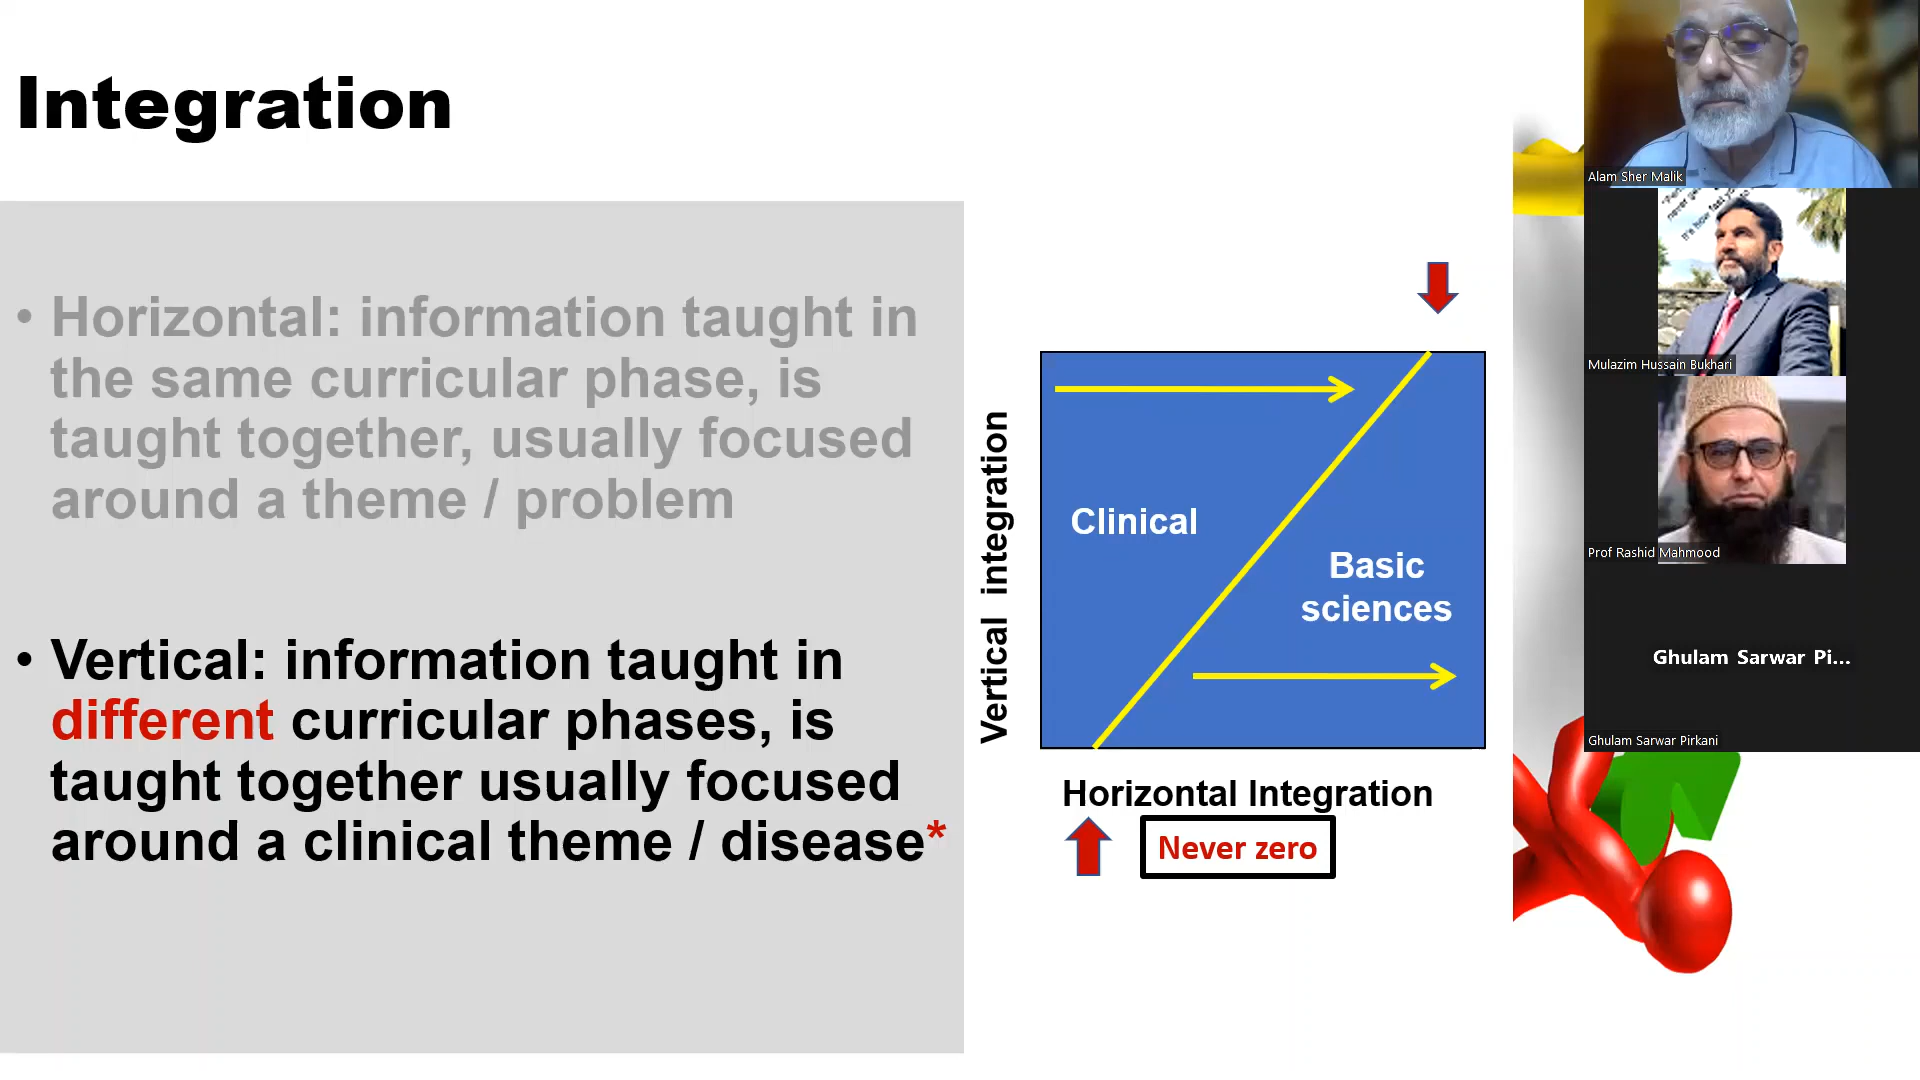 Integration
• Horizontal: information taught in
the same curricular phase, is
taught together, usually focused
around a theme / problem
• Vertical: information taught in
different curricular phases, is
taught together usually focused
around a clinical theme / disease*
Vertical integration
Clinical
Basic
sciences
Horizontal Integration
Never zero
Alam Sher Malik
Mulazim Hussain Bukhari
Prof Rashid Mahmood
Ghulam Sarwar Pi...
Ghulam Sarwar Pirkani